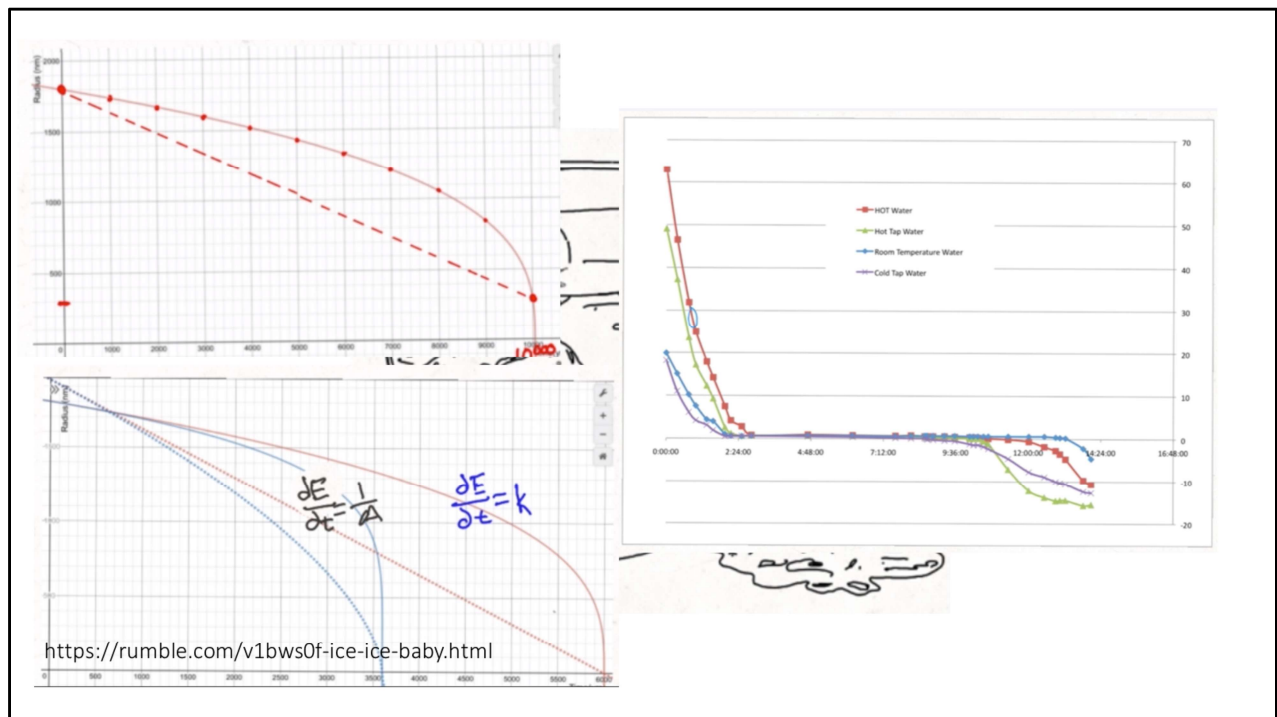 Radius (nm)
2000
1500
1000
500
0 1000 2000 3000 4000 5000 6000 7000 8000 9000
10000
70
60
50
40
30
20
10
0
-10
-20
HOT Water
Hot Tap Water
Room Temperature Water
Cold Tap Water
0:00:00 2:24:00 4:48:00 7:12:00 9:36:00 12:00:00 14:24:00 16:48:00
Radius (nm)
∂E/∂t = 1/A
∂E/∂t = k
https://rumble.com/v1bws0f-ice-ice-baby.html
0 500 1000 1500 2000 2500 3000 3500 4000 4500 5000 5500 6000